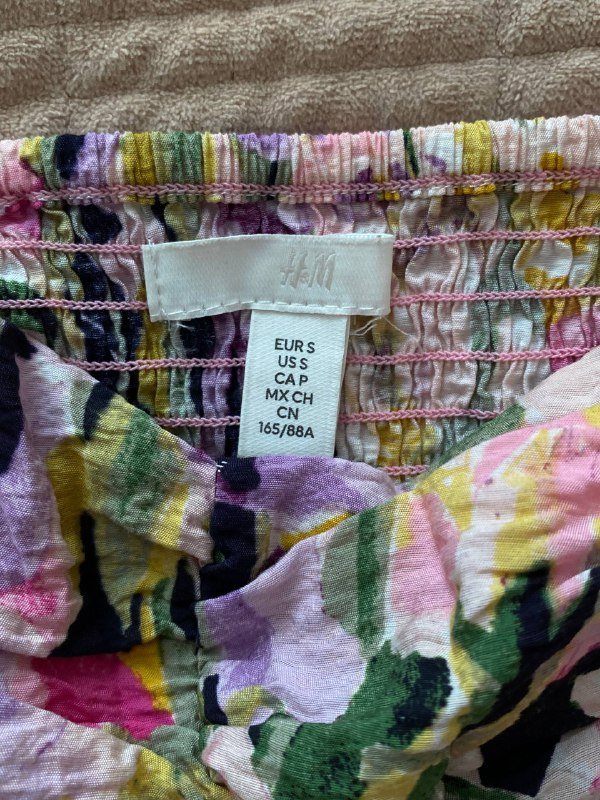 H&M
EUR S
US S
CA P
MX CH
CN
165/88A